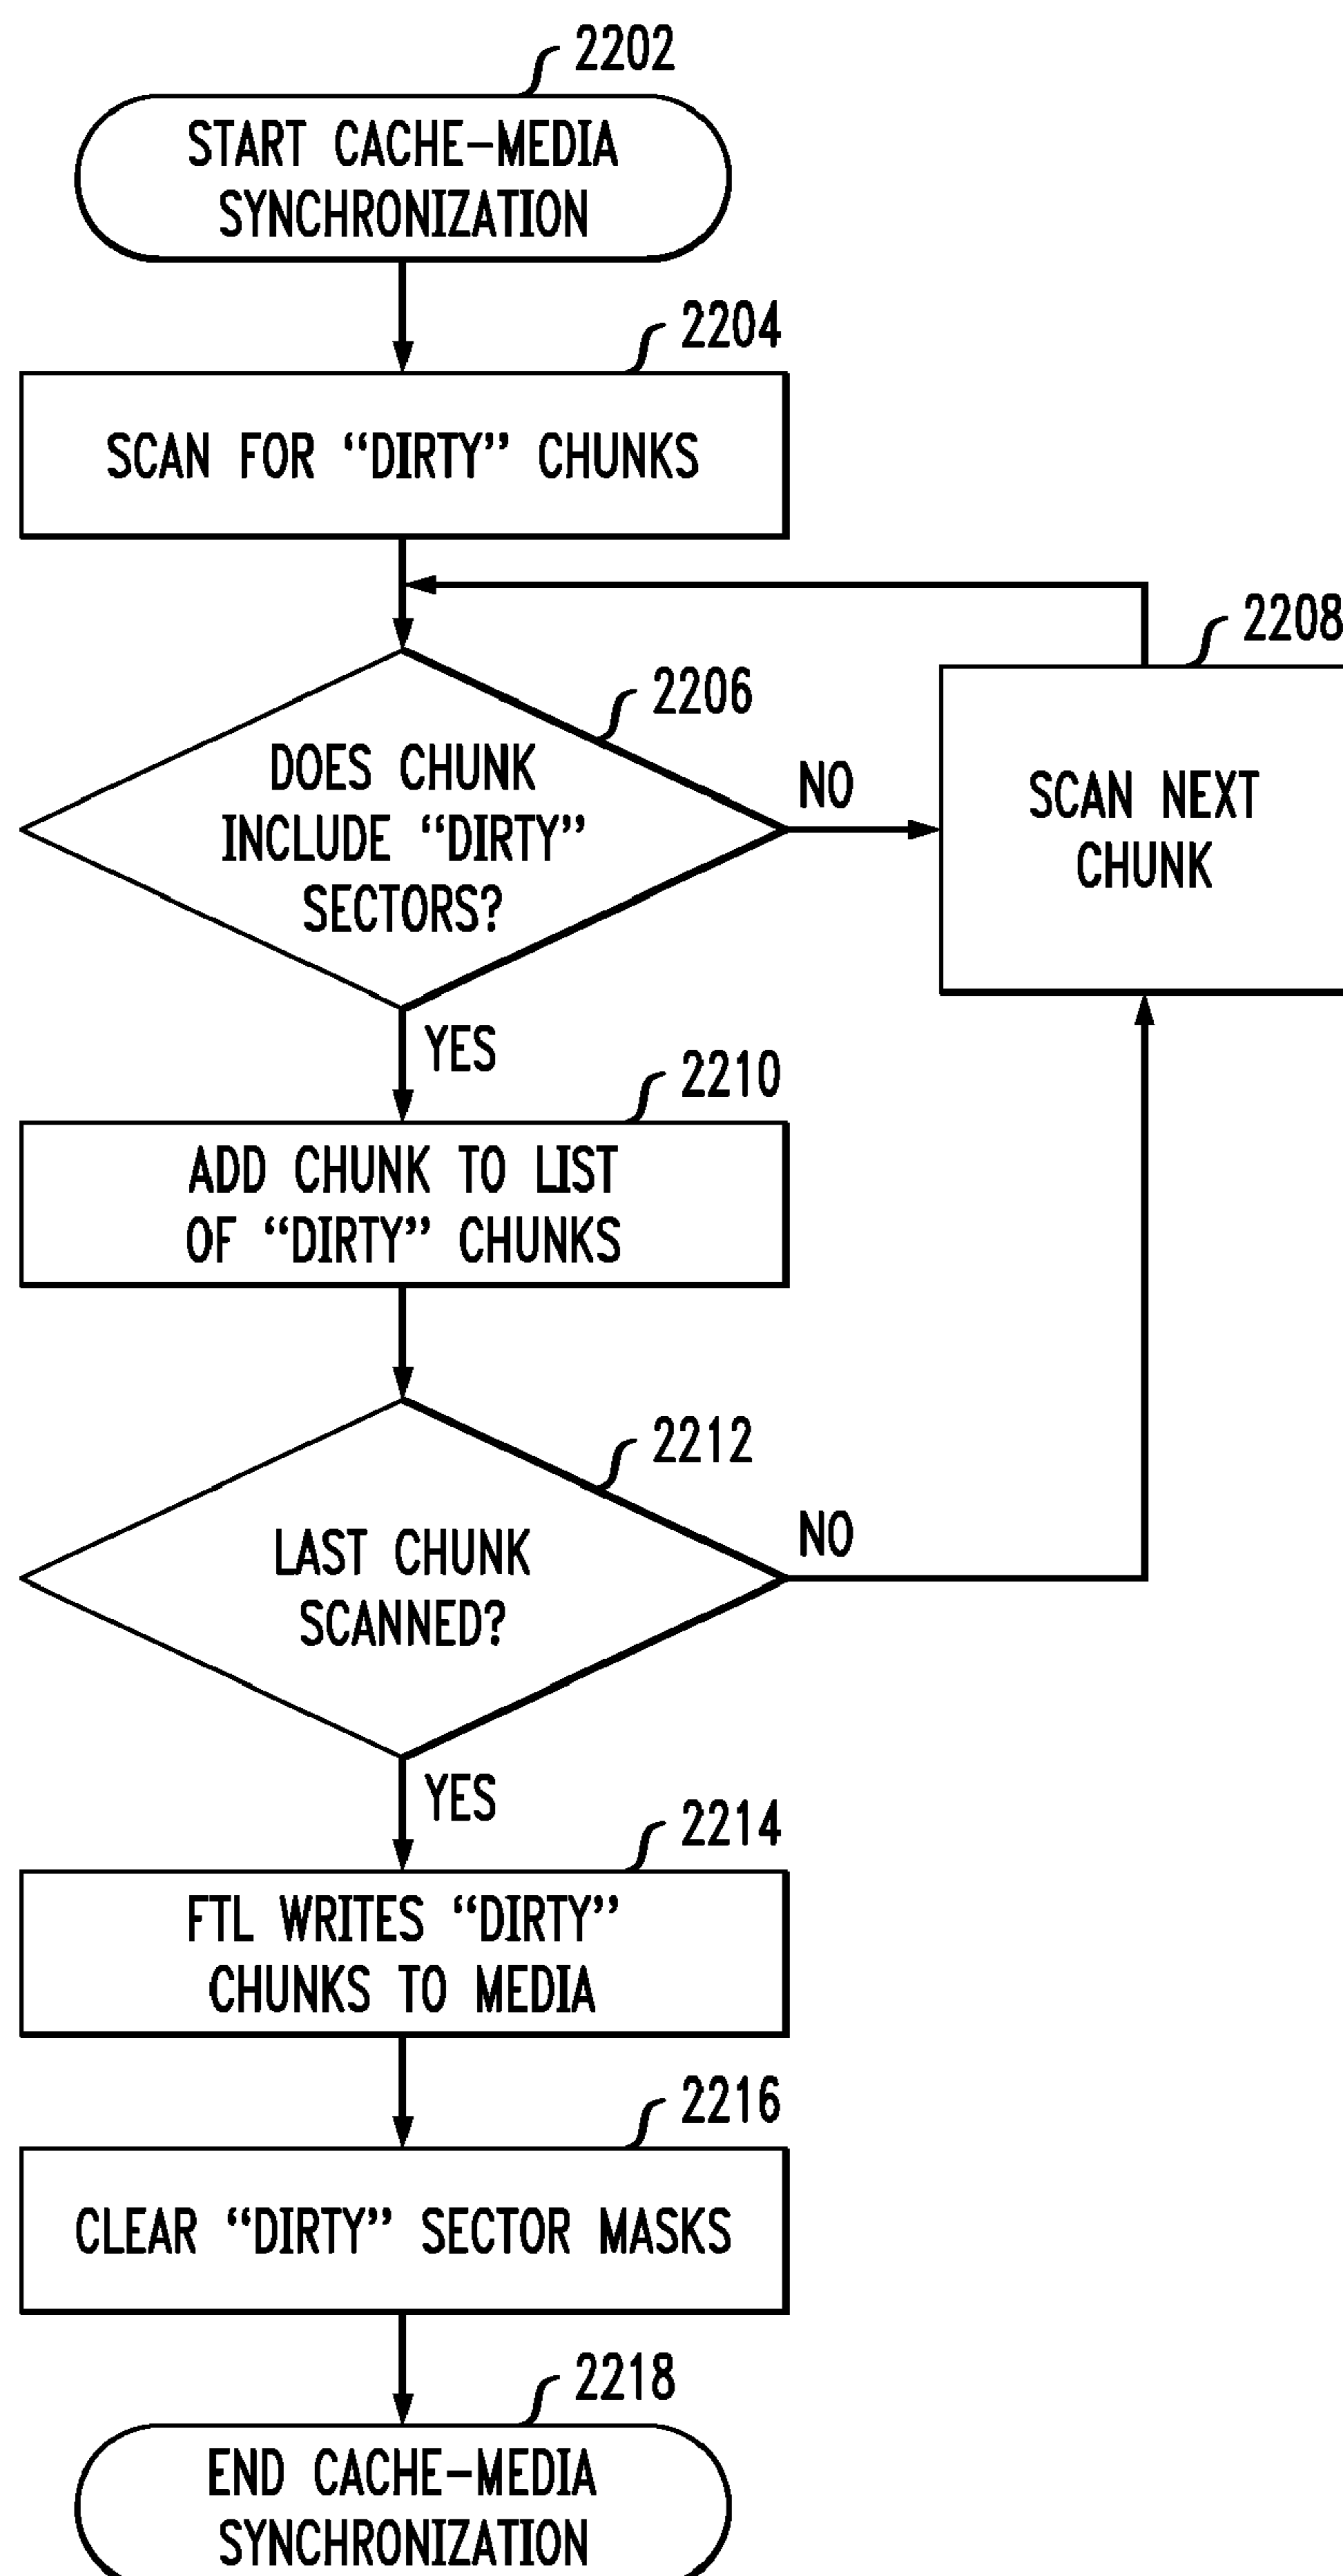 2202
START CACHE-MEDIA
SYNCHRONIZATION
2204
SCAN FOR “DIRTY” CHUNKS
2206
DOES CHUNK
INCLUDE “DIRTY”
SECTORS?
NO
2208
SCAN NEXT
CHUNK
YES
2210
ADD CHUNK TO LIST
OF “DIRTY” CHUNKS
2212
LAST CHUNK
SCANNED?
NO
YES
2214
FTL WRITES “DIRTY”
CHUNKS TO MEDIA
2216
CLEAR “DIRTY” SECTOR MASKS
2218
END CACHE-MEDIA
SYNCHRONIZATION